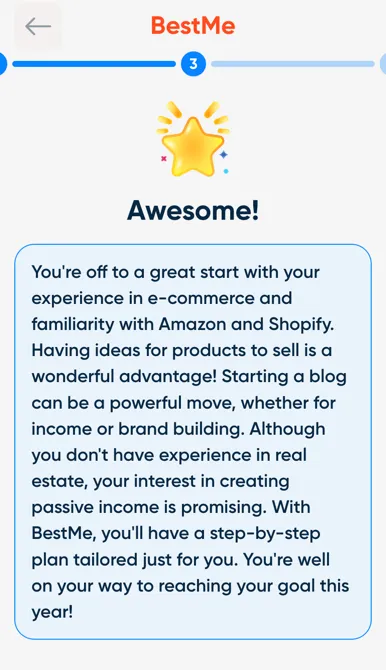 BestMe
3
Awesome!
You're off to a great start with your
experience in e-commerce and
familiarity with Amazon and Shopify.
Having ideas for products to sell is a
wonderful advantage! Starting a blog
can be a powerful move, whether for
income or brand building. Although
you don't have experience in real
estate, your interest in creating
passive income is promising. With
BestMe, you'll have a step-by-step
plan tailored just for you. You're well
on your way to reaching your goal this
year!